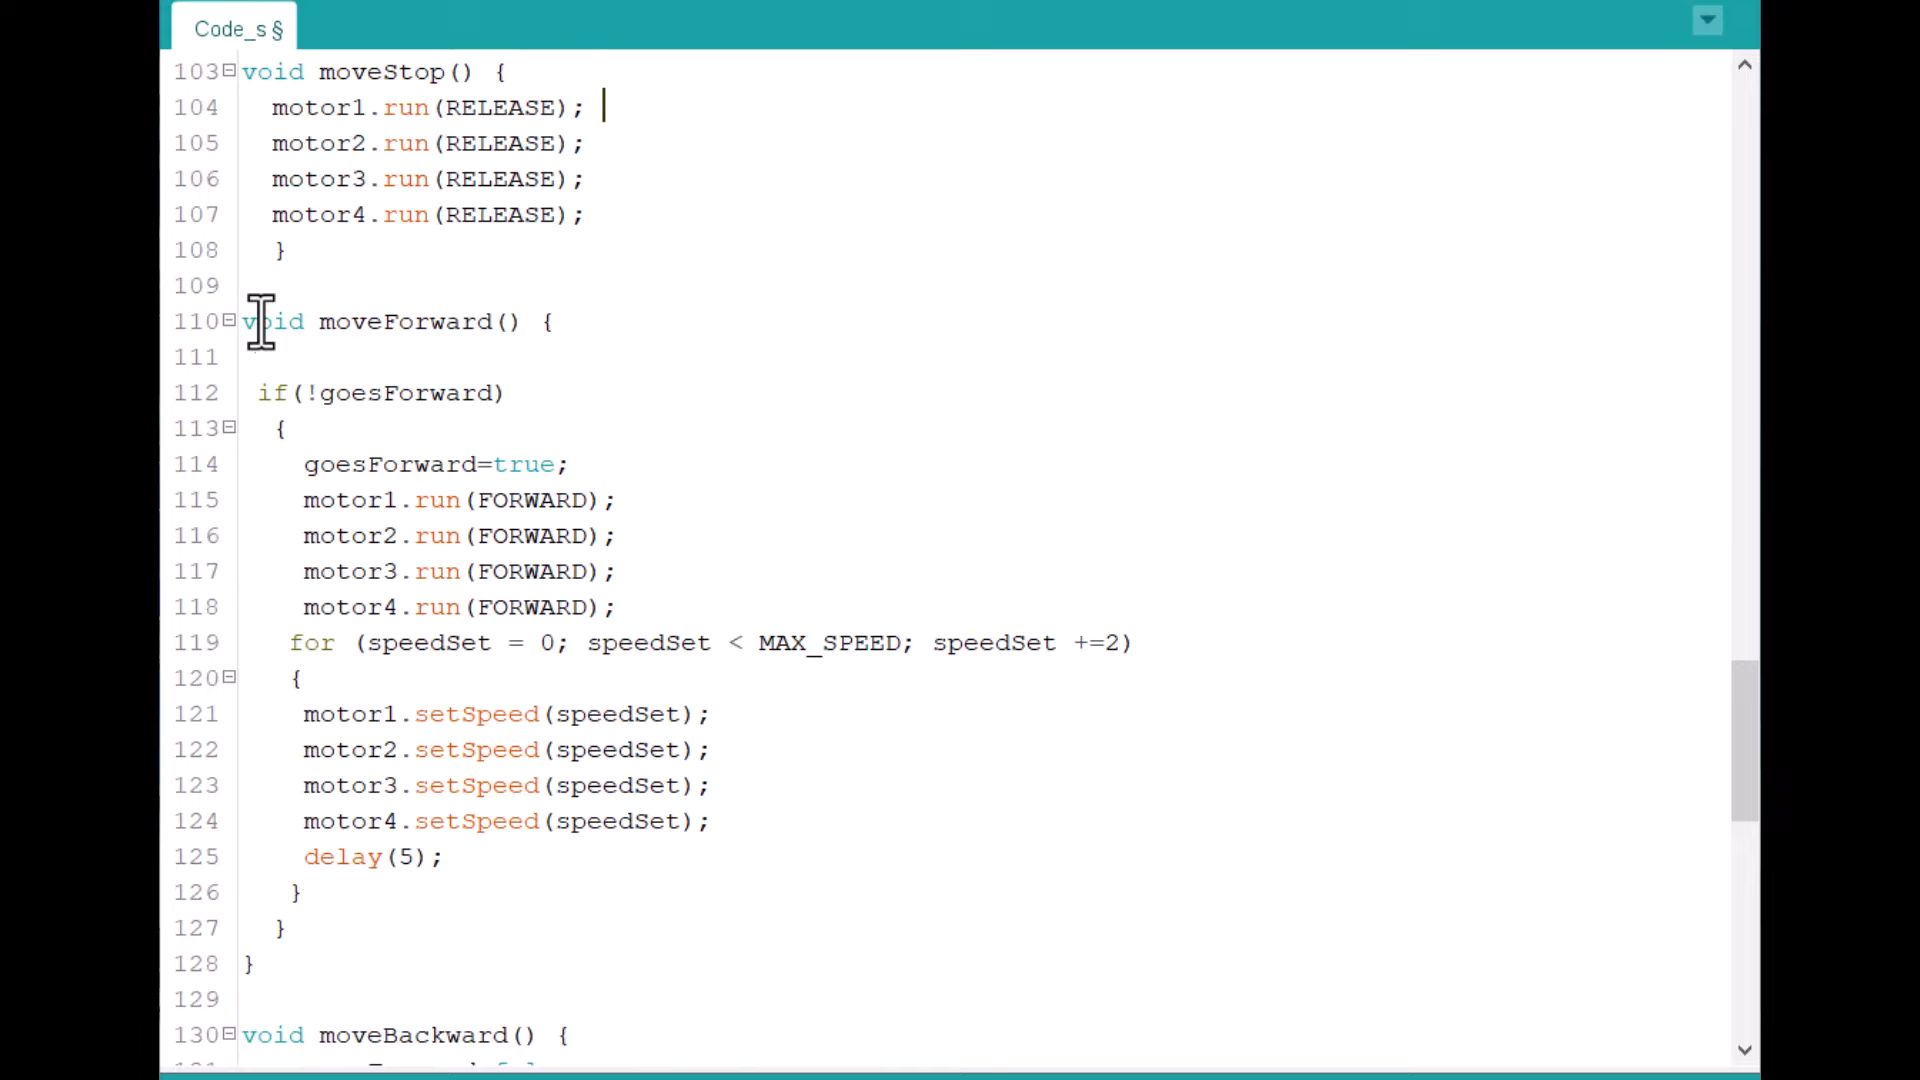 Code_s §
103 void moveStop() {
104 motor1.run(RELEASE);
105 motor2.run(RELEASE);
106 motor3.run(RELEASE);
107 motor4.run(RELEASE);
108 }
109
110 void moveForward() {
111
112 if(!goesForward)
113 {
114 goesForward=true;
115 motor1.run(FORWARD);
116 motor2.run(FORWARD);
117 motor3.run(FORWARD);
118 motor4.run(FORWARD);
119 for (speedSet = 0; speedSet < MAX_SPEED; speedSet +=2)
120 {
121 motor1.setSpeed(speedSet);
122 motor2.setSpeed(speedSet);
123 motor3.setSpeed(speedSet);
124 motor4.setSpeed(speedSet);
125 delay(5);
126 }
127 }
128 }
129
130 void moveBackward() {